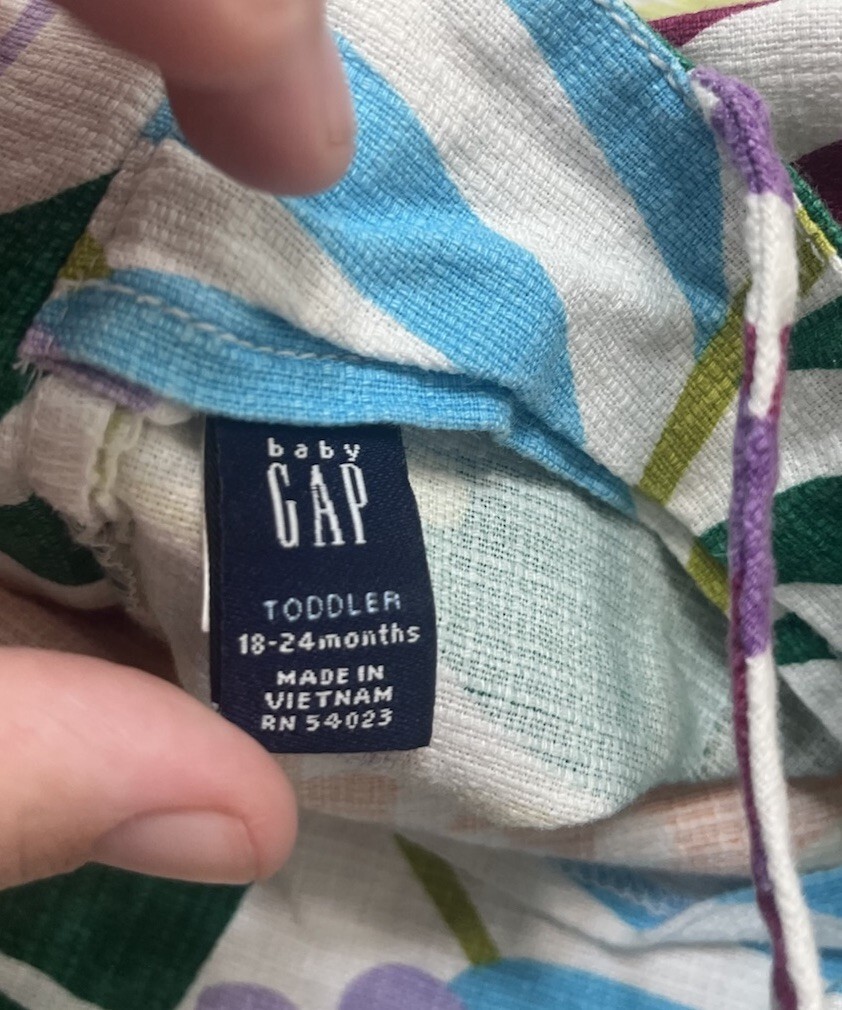 baby
GAP
TODDLER
18-24months
MADE IN
VIETNAM
RN 54023